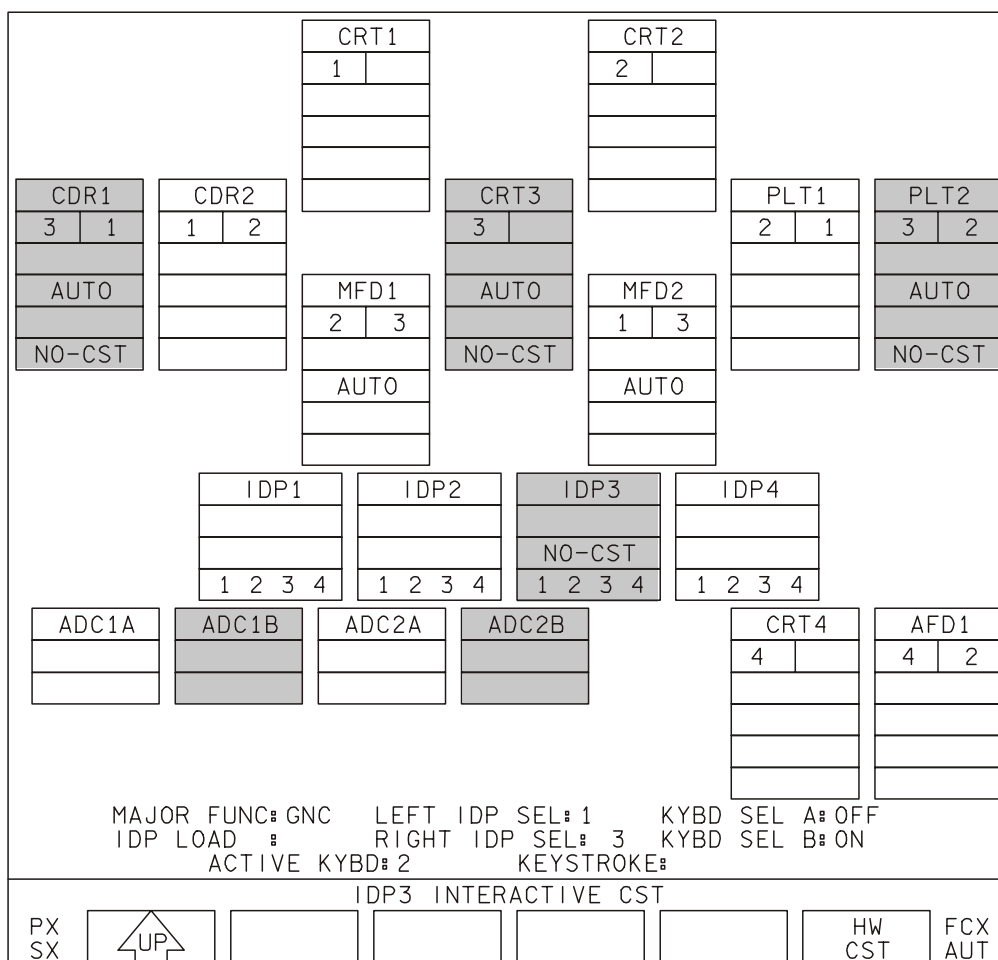 CRT1 CRT2
1 2
CDR1 CDR2 CRT3 PLT1 PLT2
3 1 1 2 3 2 1 3 2
AUTO MFD1 AUTO MFD2 AUTO
2 3 1 3
NO-CST NO-CST NO-CST
AUTO AUTO
IDP1 IDP2 IDP3 IDP4
NO-CST
1 2 3 4 1 2 3 4 1 2 3 4 1 2 3 4
ADC1A ADC1B ADC2A ADC2B CRT4 AFD1
4 4 2
MAJOR FUNC: GNC LEFT IDP SEL: 1 KYBD SEL A: OFF
IDP LOAD : RIGHT IDP SEL: 3 KYBD SEL B: ON
ACTIVE KYBD: 2 KEYSTROKE:
IDP3 INTERACTIVE CST
PX UP HW FCX
SX CST AUT